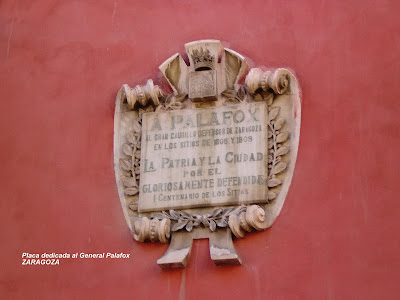 A PALAFOX
AL GRAN CAUDILLO DEFENSOR DE ZARAGOZA
EN LOS SITIOS DE 1808 Y 1809
LA PATRIA Y LA CIUDAD
POR EL
GLORIOSAMENTE DEFENDIDAS
I CENTENARIO DE LOS SITIOS
Placa dedicada al General Palafox
ZARAGOZA